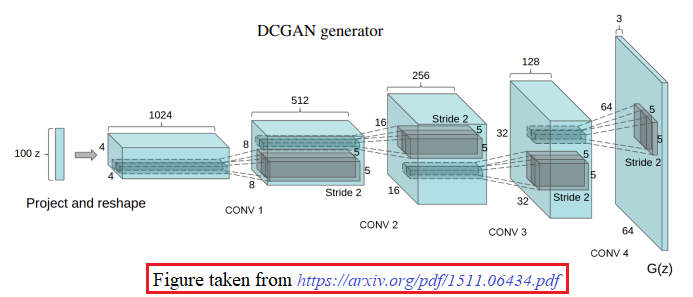 DCGAN generator
3
128
256
512
1024
64
16
Stride 2
5
5
5
32
5
8
Stride 2
100 z
4
5
5
5
4
5
8
Stride 2
16
5
32
Stride 2
Project and reshape
CONV 1
CONV 2
CONV 3
64
CONV 4
G(z)
Figure taken from https://arxiv.org/pdf/1511.06434.pdf